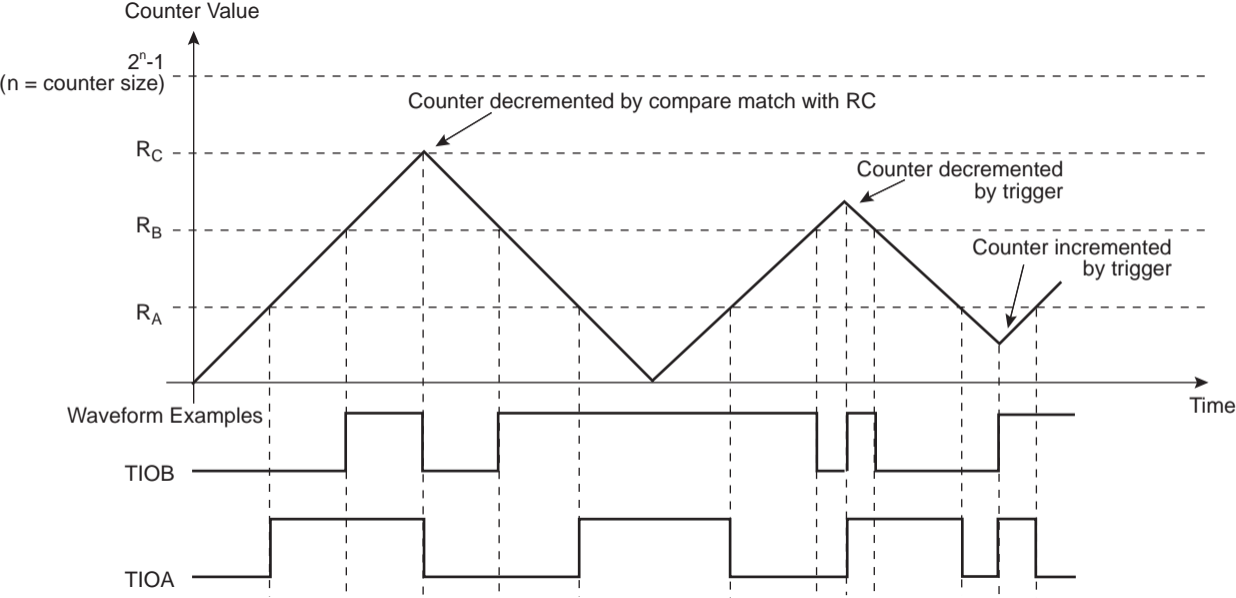 Counter Value
2ⁿ-1
(n = counter size)
Counter decremented by compare match with RC
R_C
Counter decremented
by trigger
R_B
Counter incremented
by trigger
R_A
Time
Waveform Examples
TIOB
TIOA